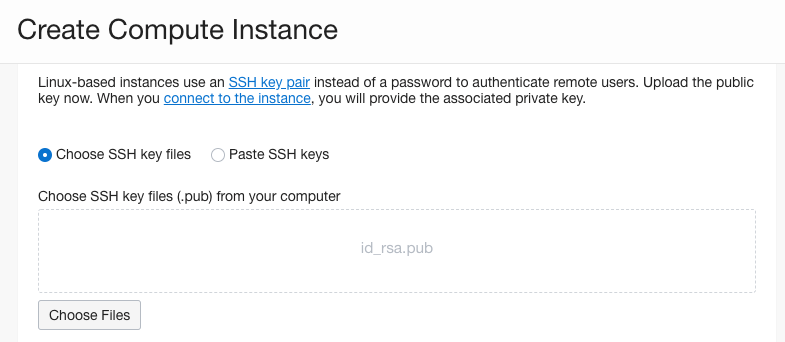 Create Compute Instance
Linux-based instances use an SSH key pair instead of a password to authenticate remote users. Upload the public
key now. When you connect to the instance, you will provide the associated private key.
Choose SSH key files Paste SSH keys
Choose SSH key files (.pub) from your computer
id_rsa.pub
Choose Files